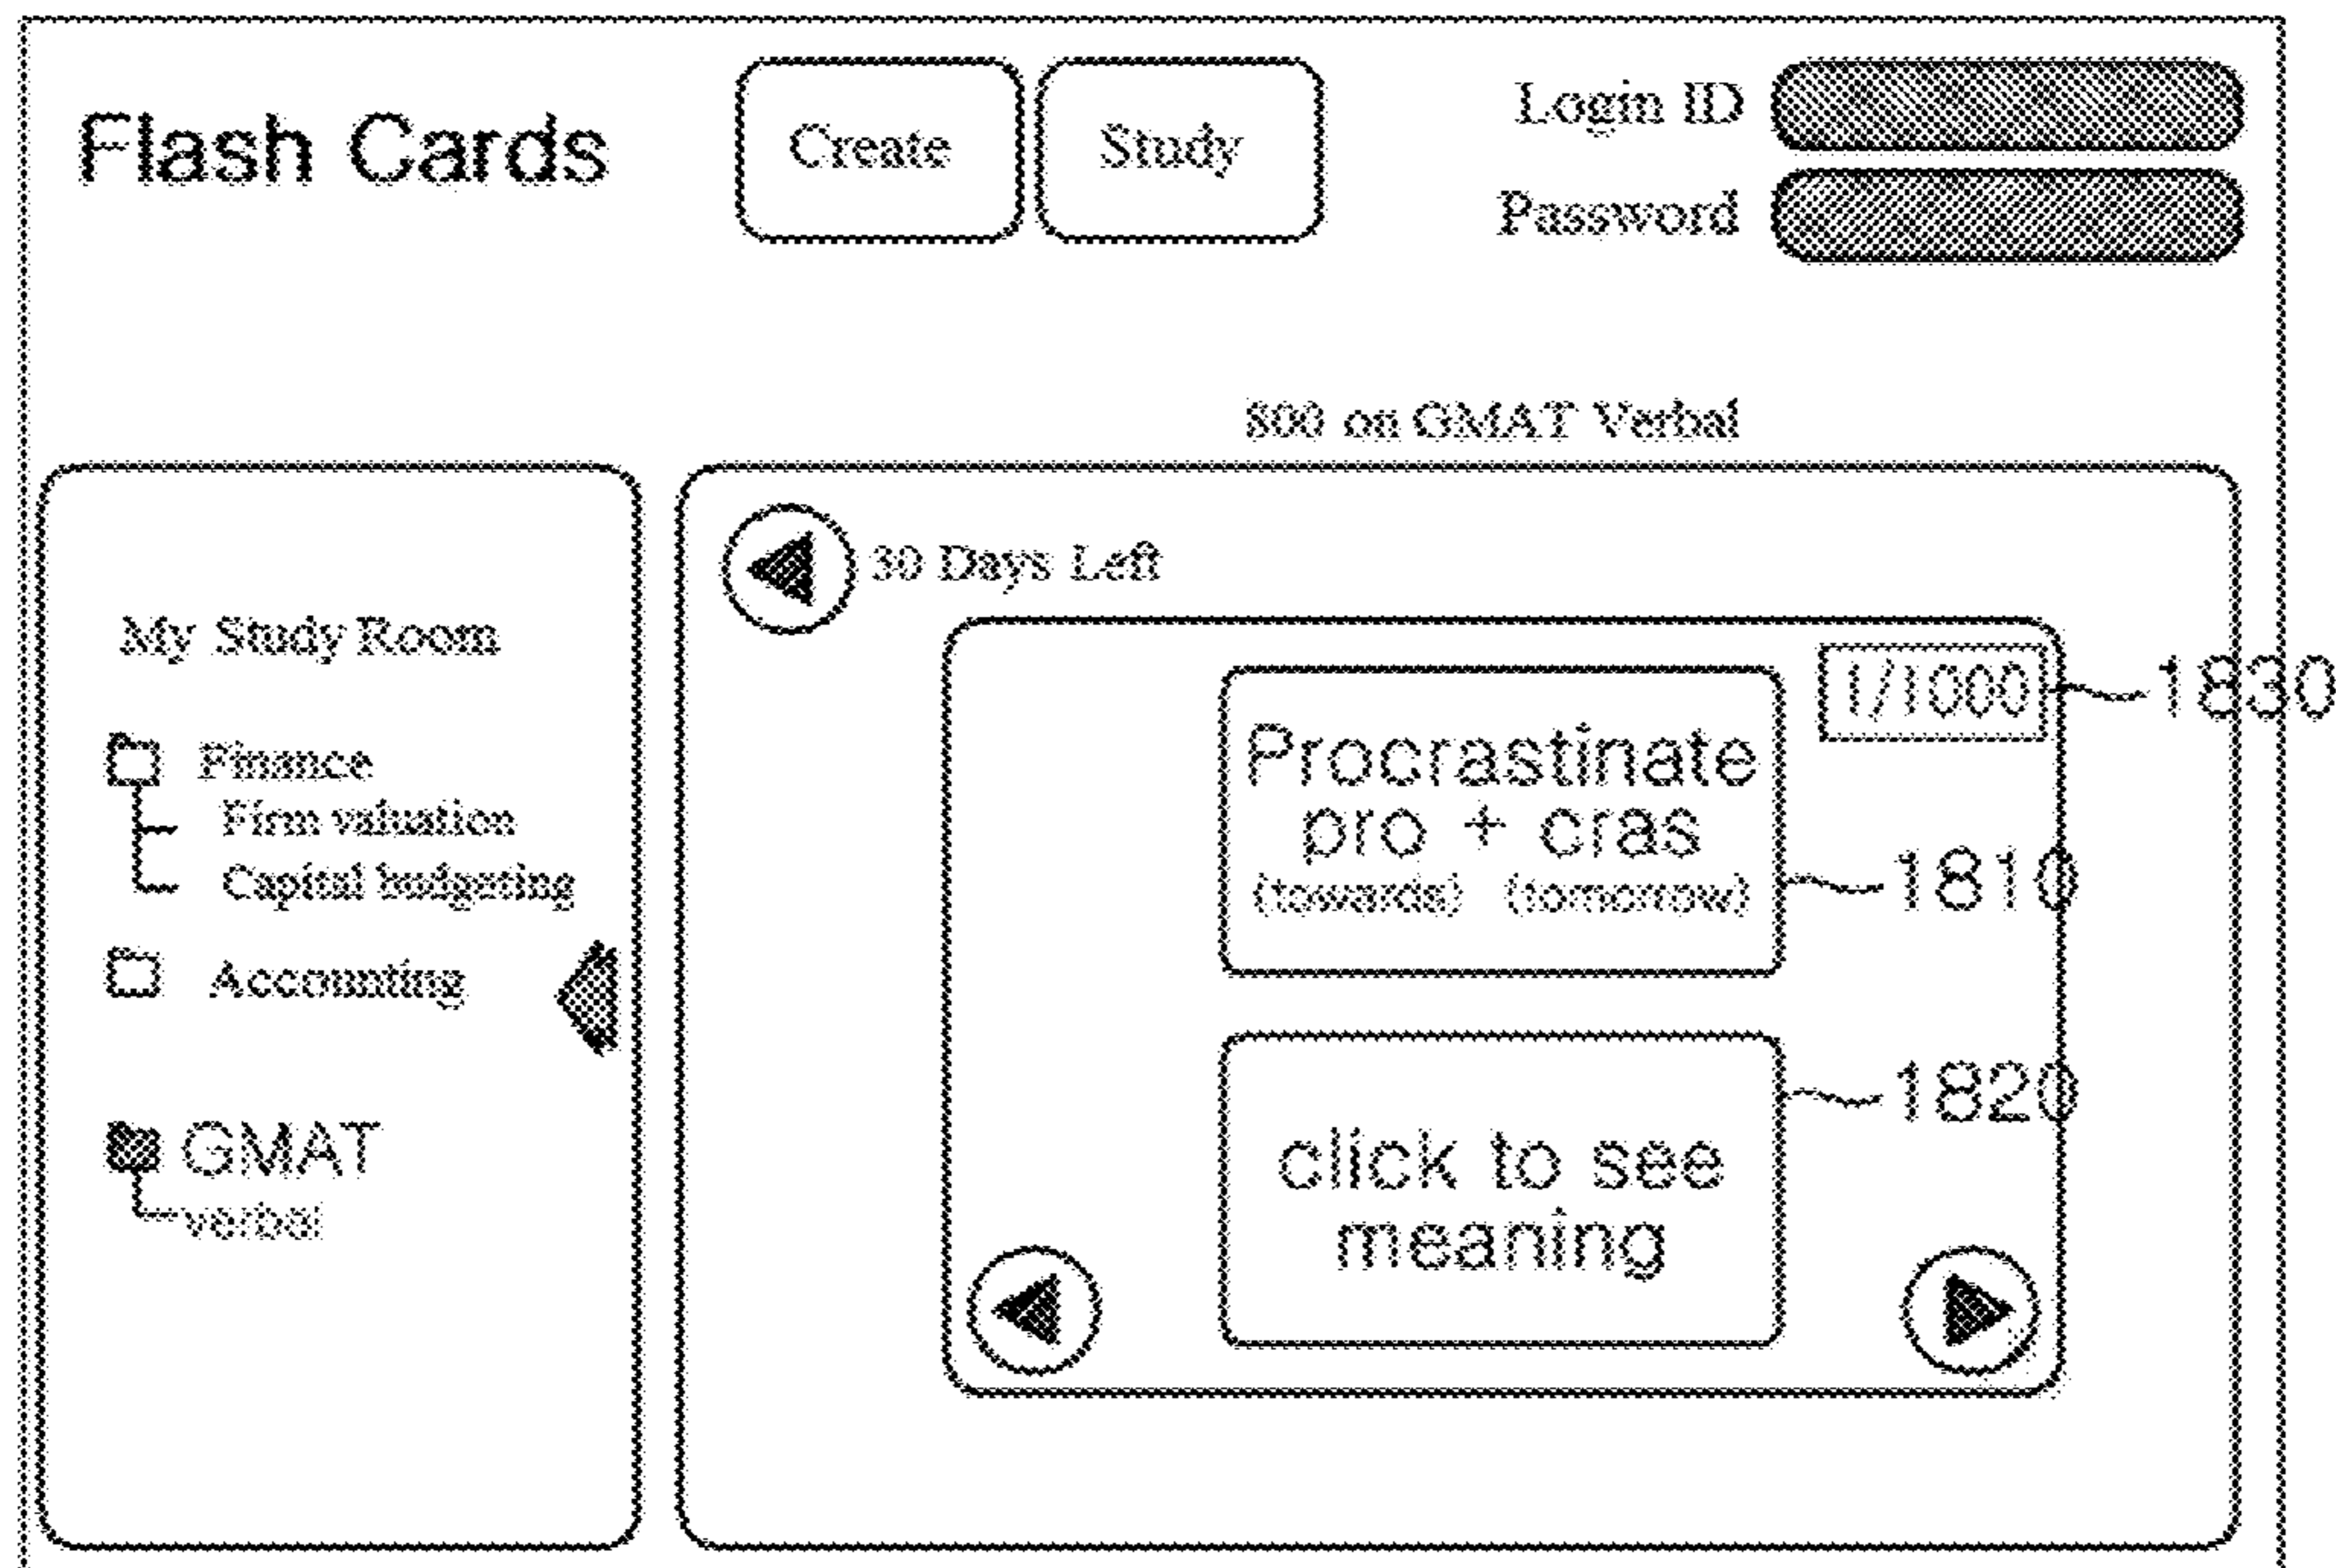 Flash Cards
Create
Study
Login ID
Password
800 on GMAT Verbal
My Study Room
Finance
Firm valuation
Capital budgeting
Accounting
GMAT
verbal
30 Days Left
1/1000
1830
Procrastinate
pro + cras
(towards) (tomorrow)
1810
1820
click to see
meaning